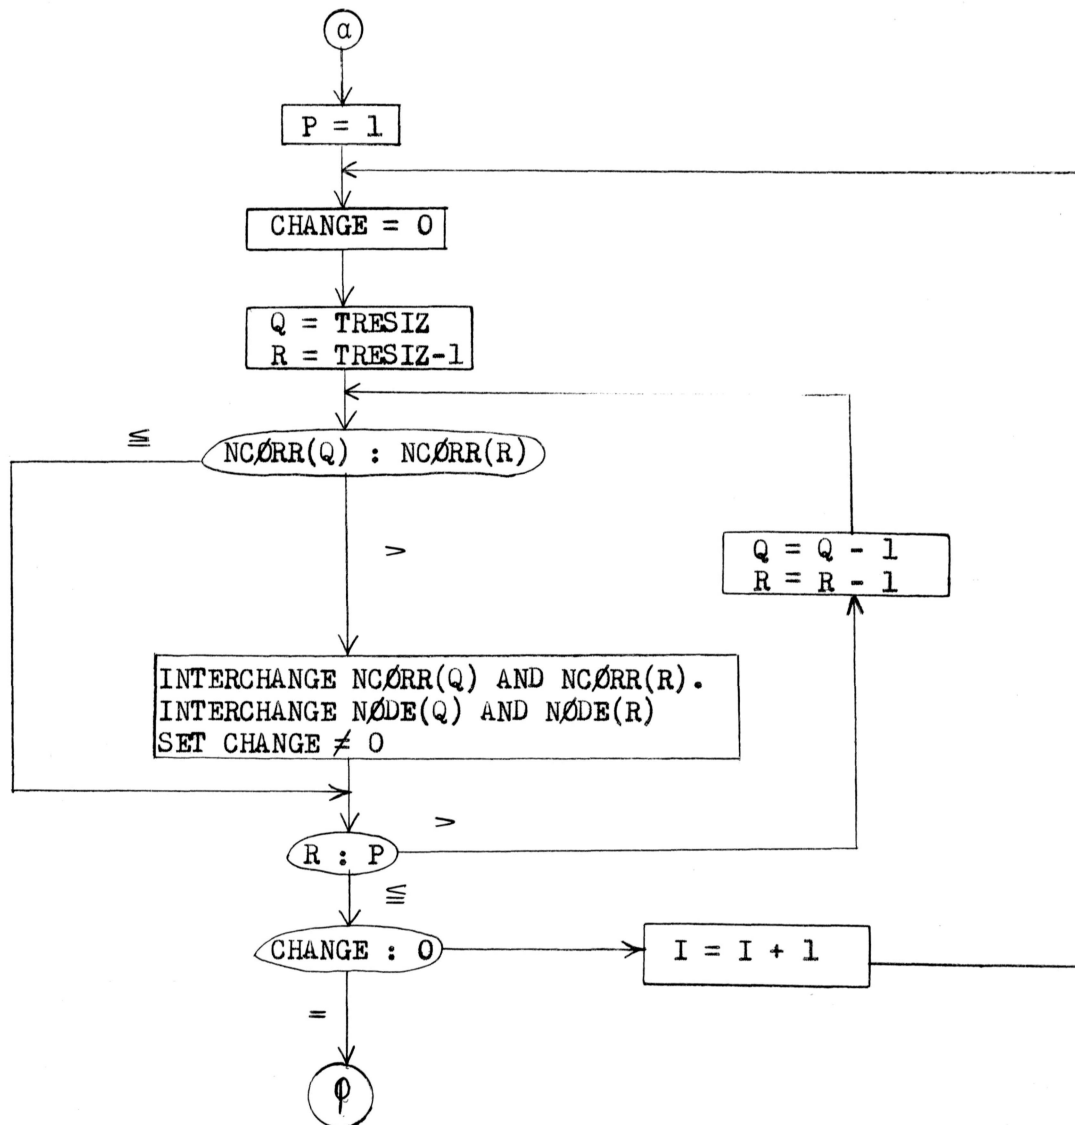 α
P = 1
CHANGE = 0
Q = TRESIZ
R = TRESIZ-1
≦
NCØRR(Q) : NCØRR(R)
>
Q = Q - 1
R = R - 1
INTERCHANGE NCØRR(Q) AND NCØRR(R).
INTERCHANGE NØDE(Q) AND NØDE(R)
SET CHANGE ≠ 0
>
R : P
≦
CHANGE : 0
I = I + 1
=
φ